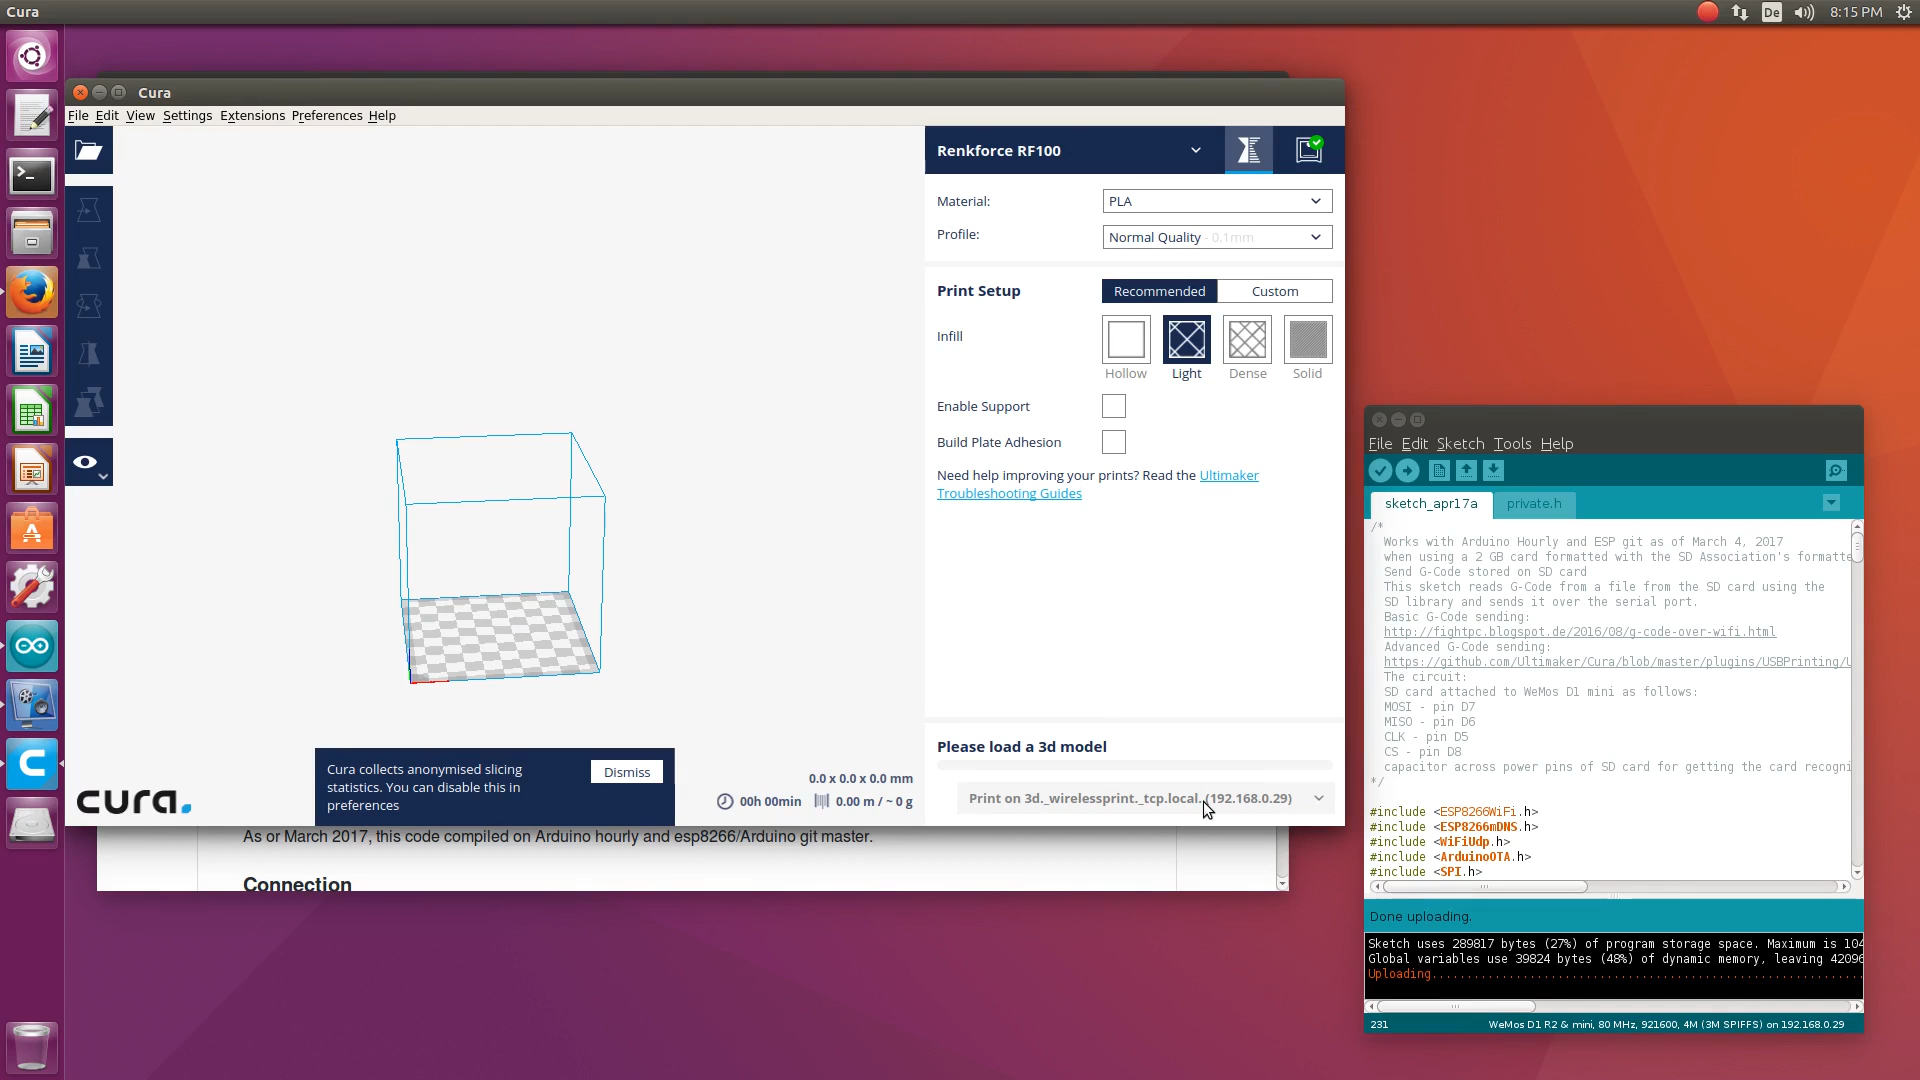 Cura
De
8:15 PM
Cura
File Edit View Settings Extensions Preferences Help
Renkforce RF100
Material:
PLA
Profile:
Normal Quality - 0.1mm
Print Setup
Recommended
Custom
Infill
Hollow
Light
Dense
Solid
Enable Support
Build Plate Adhesion
Need help improving your prints? Read the Ultimaker
Troubleshooting Guides
Please load a 3d model
Print on 3d._wirelessprint._tcp.local. (192.168.0.29)
Cura collects anonymised slicing
statistics. You can disable this in
preferences
Dismiss
0.0 x 0.0 x 0.0 mm
00h 00min
0.00 m / ~ 0 g
cura.
As or March 2017, this code compiled on Arduino hourly and esp8266/Arduino git master.
Connection
File Edit Sketch Tools Help
sketch_apr17a
private.h
/*
Works with Arduino Hourly and ESP git as of March 4, 2017
when using a 2 GB card formatted with the SD Association's formatte
Send G-Code stored on SD card
This sketch reads G-Code from a file from the SD card using the
SD library and sends it over the serial port.
Basic G-Code sending:
http://fightpc.blogspot.de/2016/08/g-code-over-wifi.html
Advanced G-Code sending:
https://github.com/Ultimaker/Cura/blob/master/plugins/USBPrinting/U
The circuit:
SD card attached to WeMos D1 mini as follows:
MOSI - pin D7
MISO - pin D6
CLK - pin D5
CS - pin D8
capacitor across power pins of SD card for getting the card recogni
*/
#include <ESP8266WiFi.h>
#include <ESP8266mDNS.h>
#include <WiFiUdp.h>
#include <ArduinoOTA.h>
#include <SPI.h>
Done uploading.
Sketch uses 289817 bytes (27%) of program storage space. Maximum is 104
Global variables use 39824 bytes (48%) of dynamic memory, leaving 42096
Uploading..........................................................
231
WeMos D1 R2 & mini, 80 MHz, 921600, 4M (3M SPIFFS) on 192.168.0.29